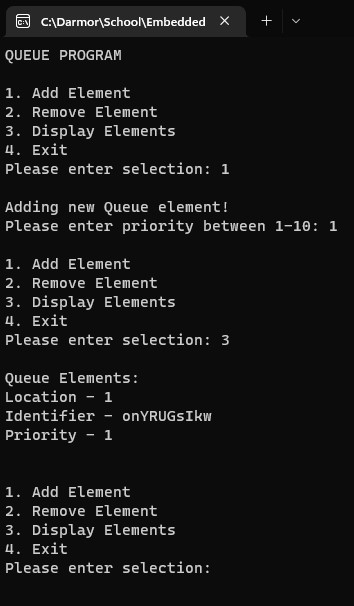 C:\Darmor\School\Embedded
QUEUE PROGRAM
1. Add Element
2. Remove Element
3. Display Elements
4. Exit
Please enter selection: 1
Adding new Queue element!
Please enter priority between 1-10: 1
1. Add Element
2. Remove Element
3. Display Elements
4. Exit
Please enter selection: 3
Queue Elements:
Location - 1
Identifier - onYRUGsIkw
Priority - 1
1. Add Element
2. Remove Element
3. Display Elements
4. Exit
Please enter selection: